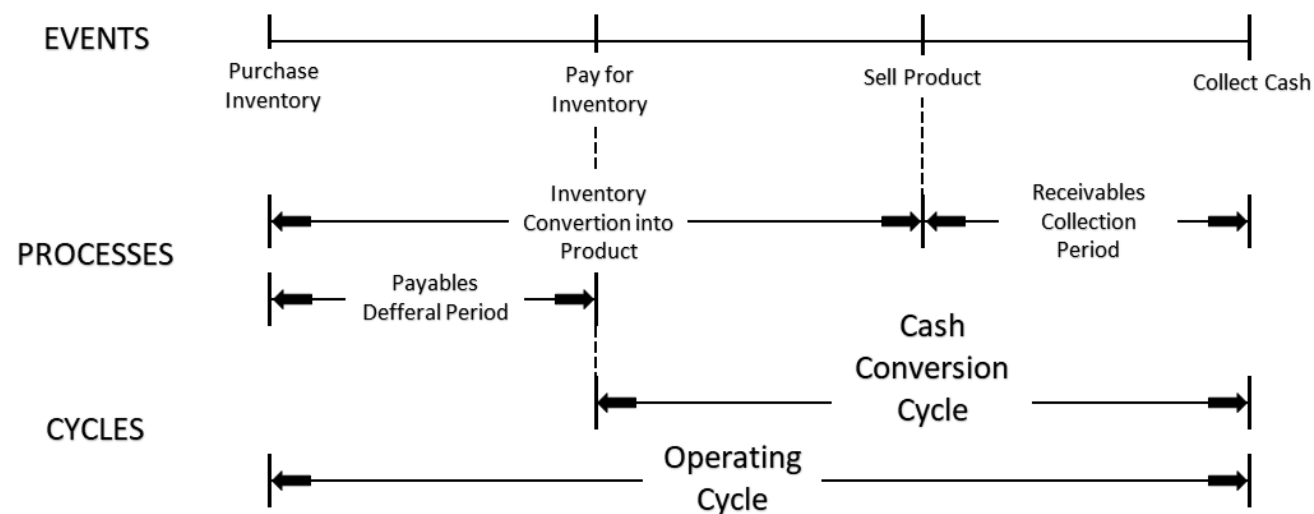 EVENTS
Purchase
Inventory
Pay for
Inventory
Sell Product
Collect Cash
PROCESSES
Inventory
Convertion into
Product
Receivables
Collection
Period
Payables
Defferal Period
CYCLES
Cash
Conversion
Cycle
Operating
Cycle